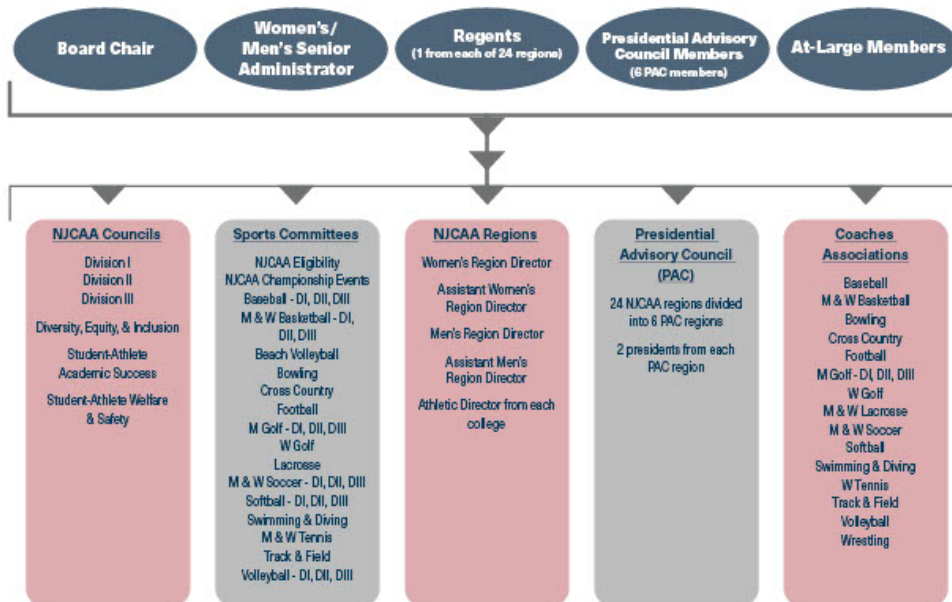 Board Chair
Women's/
Men's Senior
Administrator
Regents
(1 from each of 24 regions)
Presidential Advisory
Council Members
(6 PAC members)
At-Large Members
NJCAA Councils
Division I
Division II
Division III
Diversity, Equity, & Inclusion
Student-Athlete
Academic Success
Student-Athlete Welfare
& Safety
Sports Committees
NJCAA Eligibility
NJCAA Championship Events
Baseball - DI, DII, DIII
M & W Basketball - DI,
DII, DIII
Beach Volleyball
Bowling
Cross Country
Football
M Golf - DI, DII, DIII
W Golf
Lacrosse
M & W Soccer - DI, DII, DIII
Softball - DI, DII, DIII
Swimming & Diving
M & W Tennis
Track & Field
Volleyball - DI, DII, DIII
NJCAA Regions
Women's Region Director
Assistant Women's
Region Director
Men's Region Director
Assistant Men's
Region Director
Athletic Director from each
college
Presidential
Advisory Council
(PAC)
24 NJCAA regions divided
into 6 PAC regions
2 presidents from each
PAC region
Coaches
Associations
Baseball
M & W Basketball
Bowling
Cross Country
Football
M Golf - DI, DII, DIII
W Golf
M & W Lacrosse
M & W Soccer
Softball
Swimming & Diving
W Tennis
Track & Field
Volleyball
Wrestling